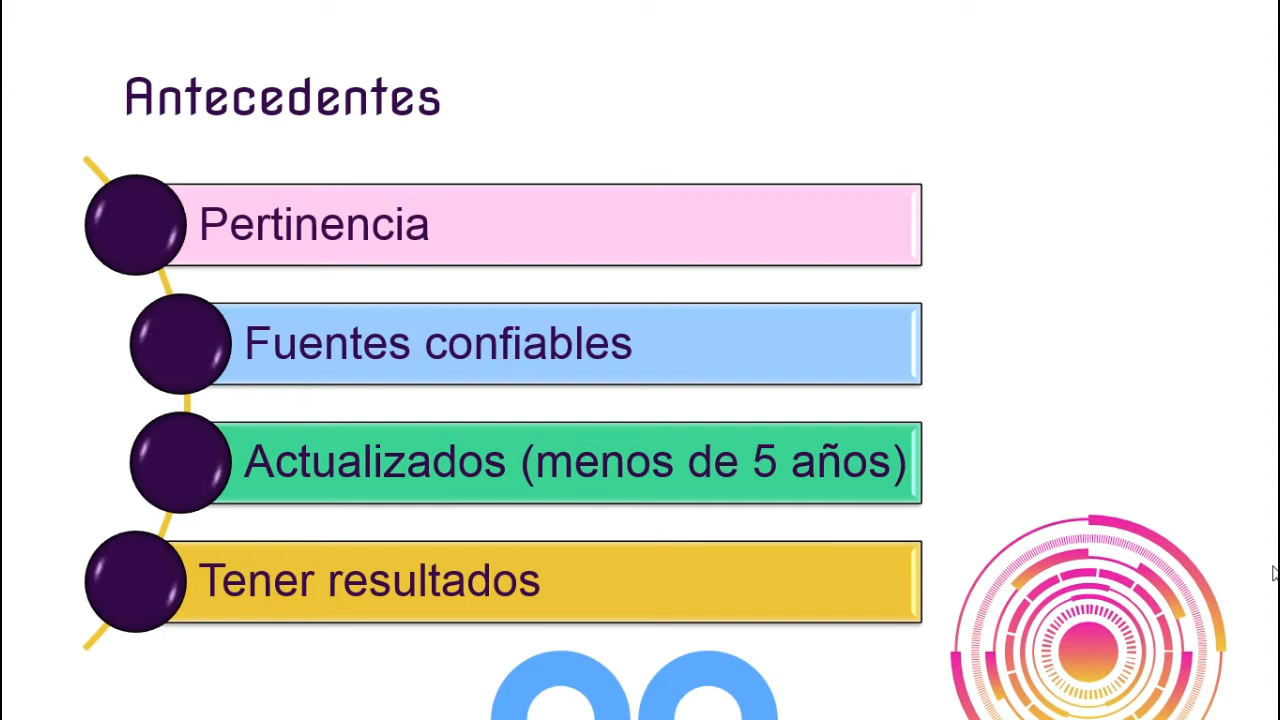 Antecedentes
Pertinencia
Fuentes confiables
Actualizados (menos de 5 años)
Tener resultados